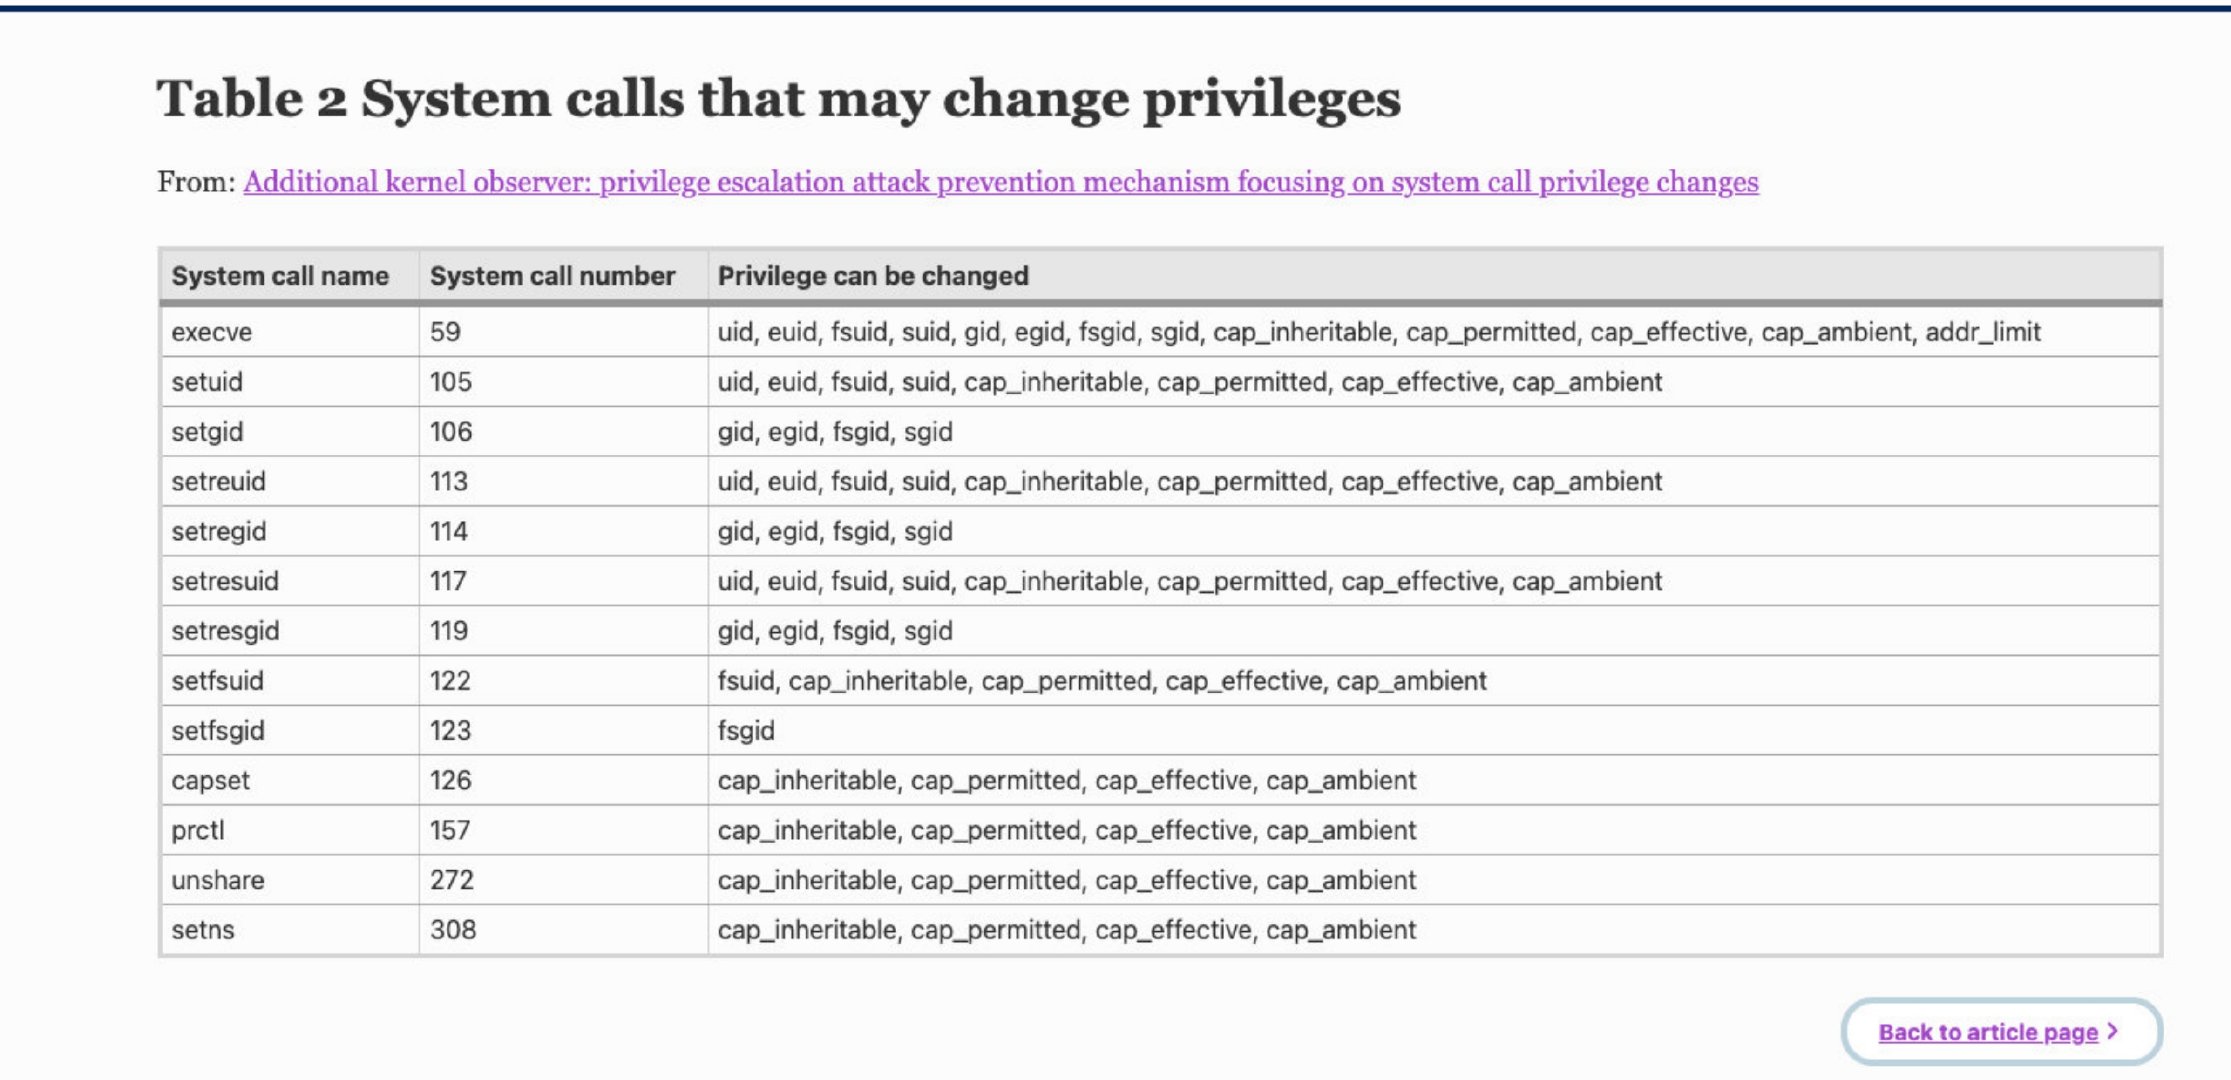 Table 2 System calls that may change privileges
From: Additional kernel observer: privilege escalation attack prevention mechanism focusing on system call privilege changes
System call name System call number Privilege can be changed
execve 59 uid, euid, fsuid, suid, gid, egid, fsgid, sgid, cap_inheritable, cap_permitted, cap_effective, cap_ambient, addr_limit
setuid 105 uid, euid, fsuid, suid, cap_inheritable, cap_permitted, cap_effective, cap_ambient
setgid 106 gid, egid, fsgid, sgid
setreuid 113 uid, euid, fsuid, suid, cap_inheritable, cap_permitted, cap_effective, cap_ambient
setregid 114 gid, egid, fsgid, sgid
setresuid 117 uid, euid, fsuid, suid, cap_inheritable, cap_permitted, cap_effective, cap_ambient
setresgid 119 gid, egid, fsgid, sgid
setfsuid 122 fsuid, cap_inheritable, cap_permitted, cap_effective, cap_ambient
setfsgid 123 fsgid
capset 126 cap_inheritable, cap_permitted, cap_effective, cap_ambient
prctl 157 cap_inheritable, cap_permitted, cap_effective, cap_ambient
unshare 272 cap_inheritable, cap_permitted, cap_effective, cap_ambient
setns 308 cap_inheritable, cap_permitted, cap_effective, cap_ambient
Back to article page